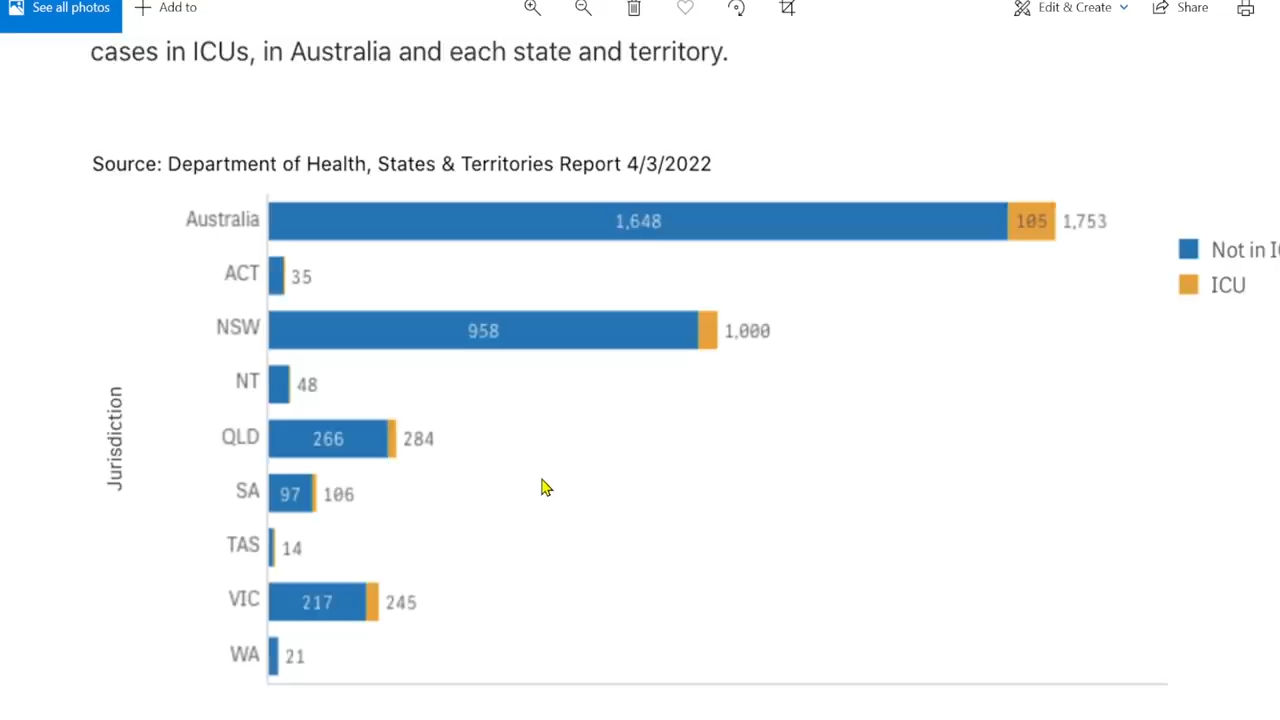 See all photos Add to Edit & Create Share
cases in ICUs, in Australia and each state and territory.
Source: Department of Health, States & Territories Report 4/3/2022
Australia 1,648 105 1,753
Not in
ACT 35
ICU
NSW 958 1,000
NT 48
Jurisdiction
QLD 266 284
SA 97 106
TAS 14
VIC 217 245
WA 21